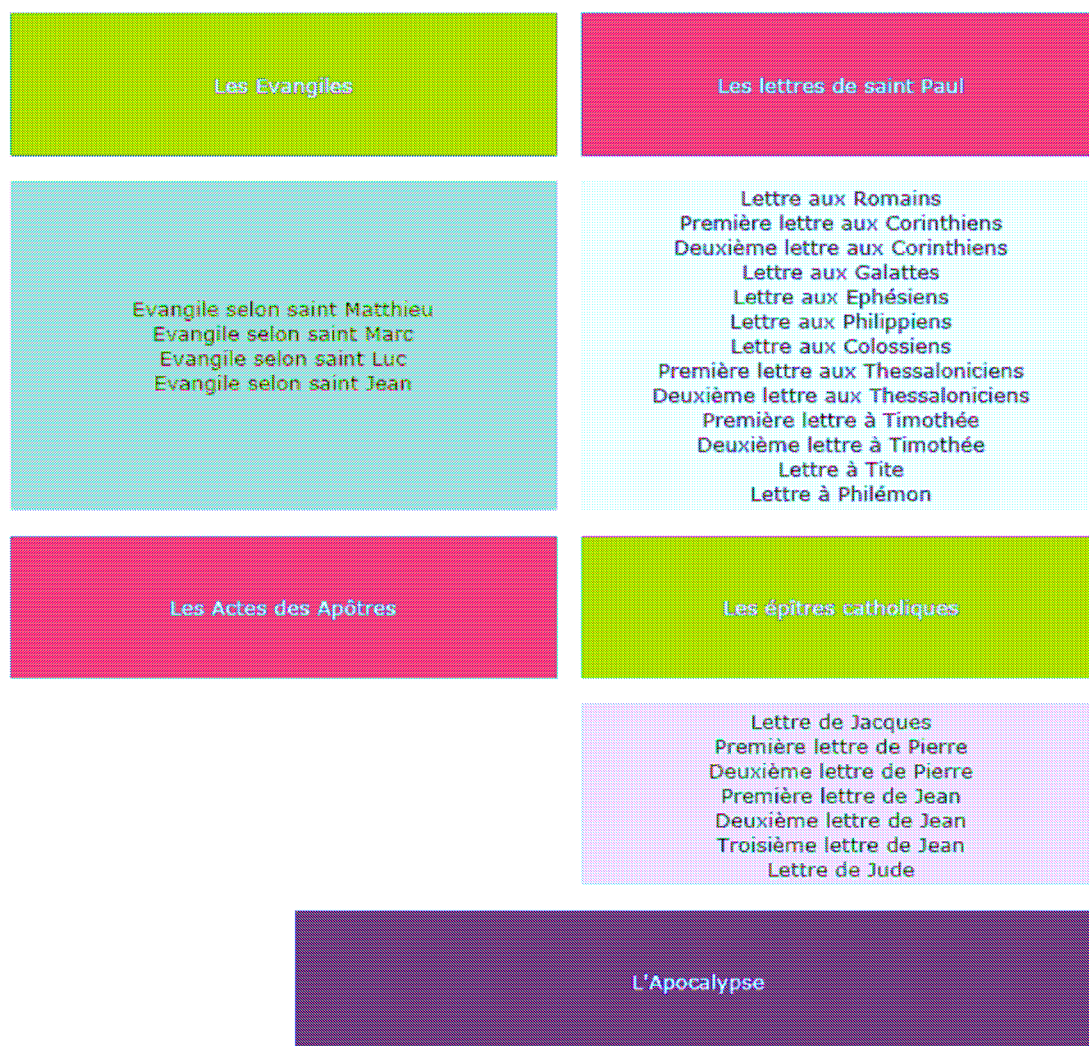 Les Evangiles
Les lettres de saint Paul
Evangile selon saint Matthieu
Evangile selon saint Marc
Evangile selon saint Luc
Evangile selon saint Jean
Lettre aux Romains
Première lettre aux Corinthiens
Deuxième lettre aux Corinthiens
Lettre aux Galattes
Lettre aux Ephésiens
Lettre aux Philippiens
Lettre aux Colossiens
Première lettre aux Thessaloniciens
Deuxième lettre aux Thessaloniciens
Première lettre à Timothée
Deuxième lettre à Timothée
Lettre à Tite
Lettre à Philémon
Les Actes des Apôtres
Les épîtres catholiques
Lettre de Jacques
Première lettre de Pierre
Deuxième lettre de Pierre
Première lettre de Jean
Deuxième lettre de Jean
Troisième lettre de Jean
Lettre de Jude
L'Apocalypse